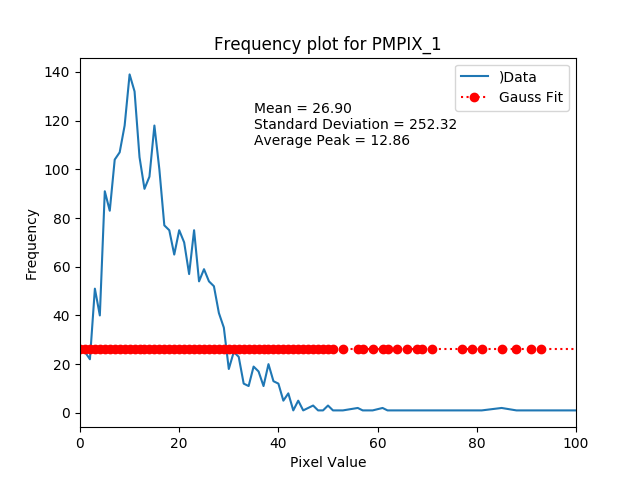 Frequency plot for PMPIX_1
)Data
Gauss Fit
Mean = 26.90
Standard Deviation = 252.32
Average Peak = 12.86
Frequency
140
120
100
80
60
40
20
0
0 20 40 60 80 100
Pixel Value